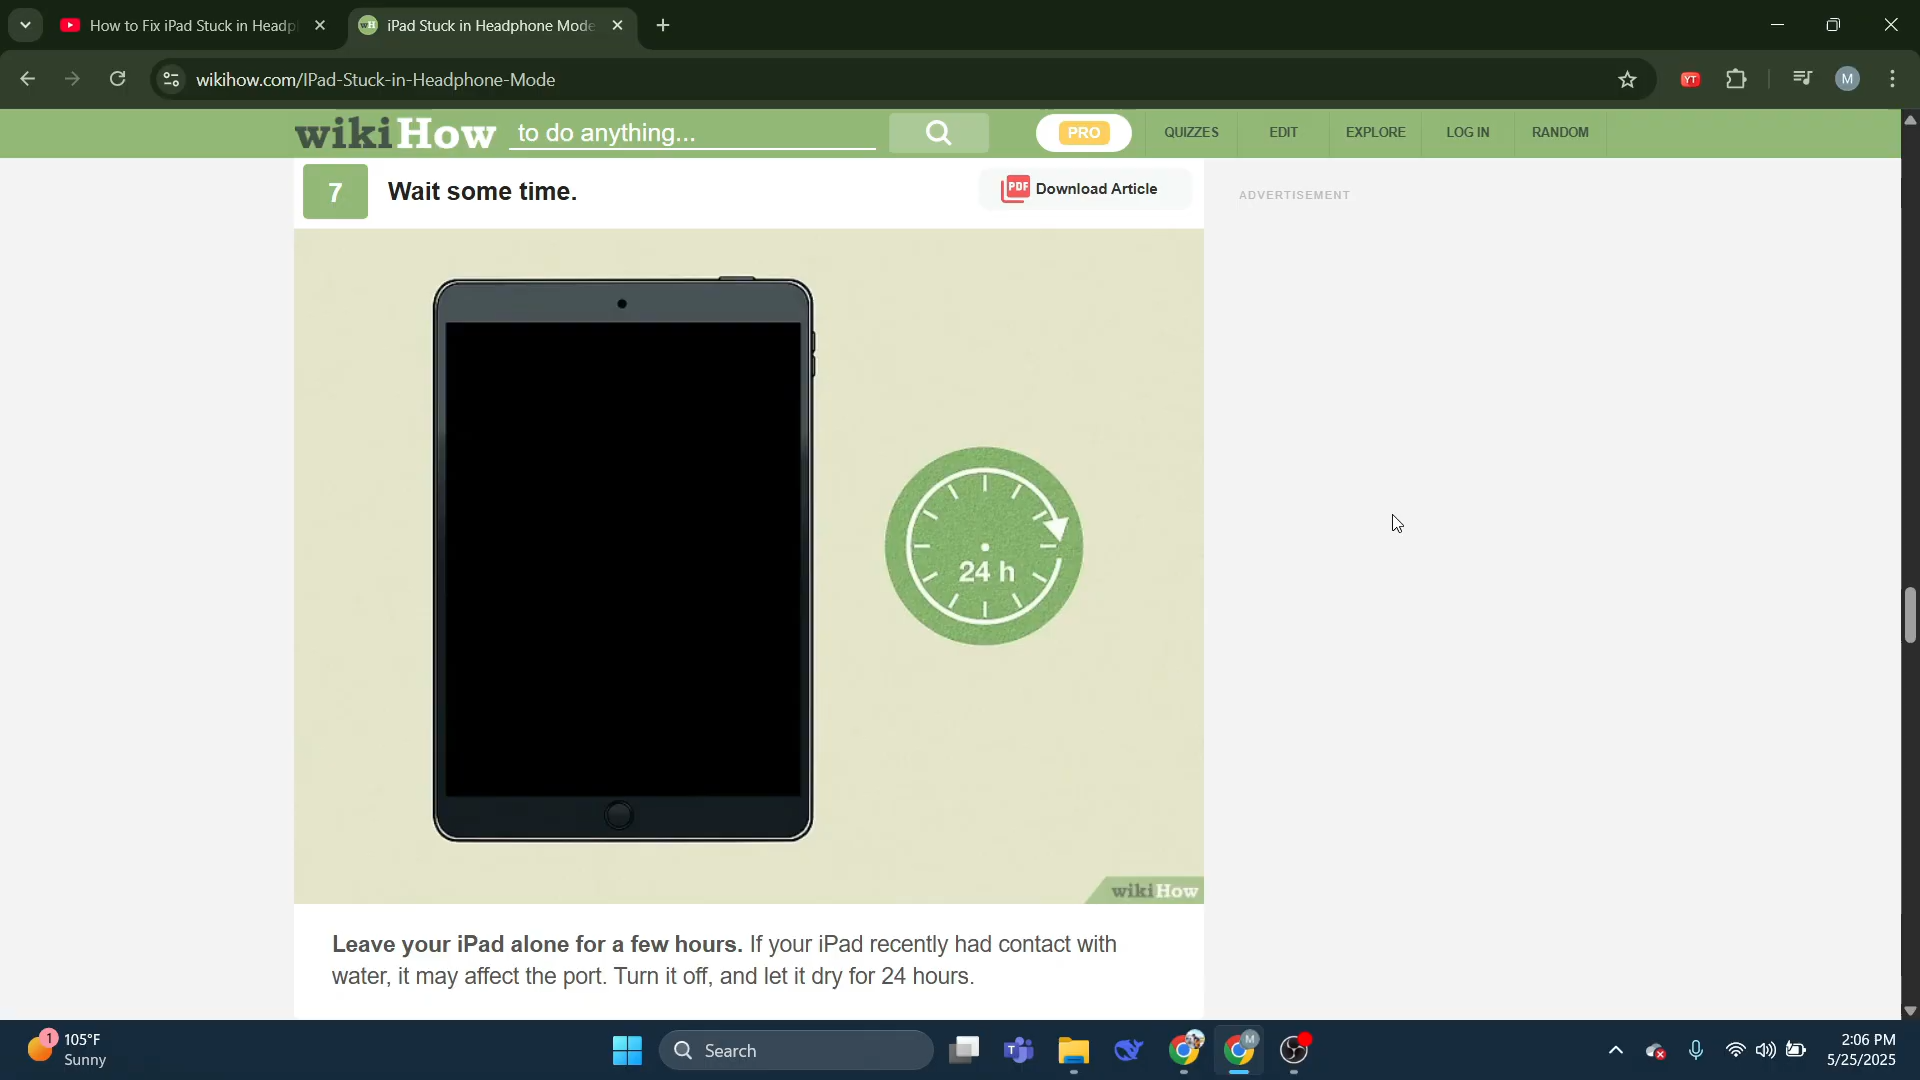 How to Fix iPad Stuck in Headp
iPad Stuck in Headphone Mode
wikihow.com/IPad-Stuck-in-Headphone-Mode
YT
M
wikiHow to do anything...
PRO
QUIZZES
EDIT
EXPLORE
LOG IN
RANDOM
7
Wait some time.
PDF Download Article
ADVERTISEMENT
24 h
wikiHow
Leave your iPad alone for a few hours. If your iPad recently had contact with
water, it may affect the port. Turn it off, and let it dry for 24 hours.
1
105°F
Sunny
Search
M
2:06 PM
5/25/2025